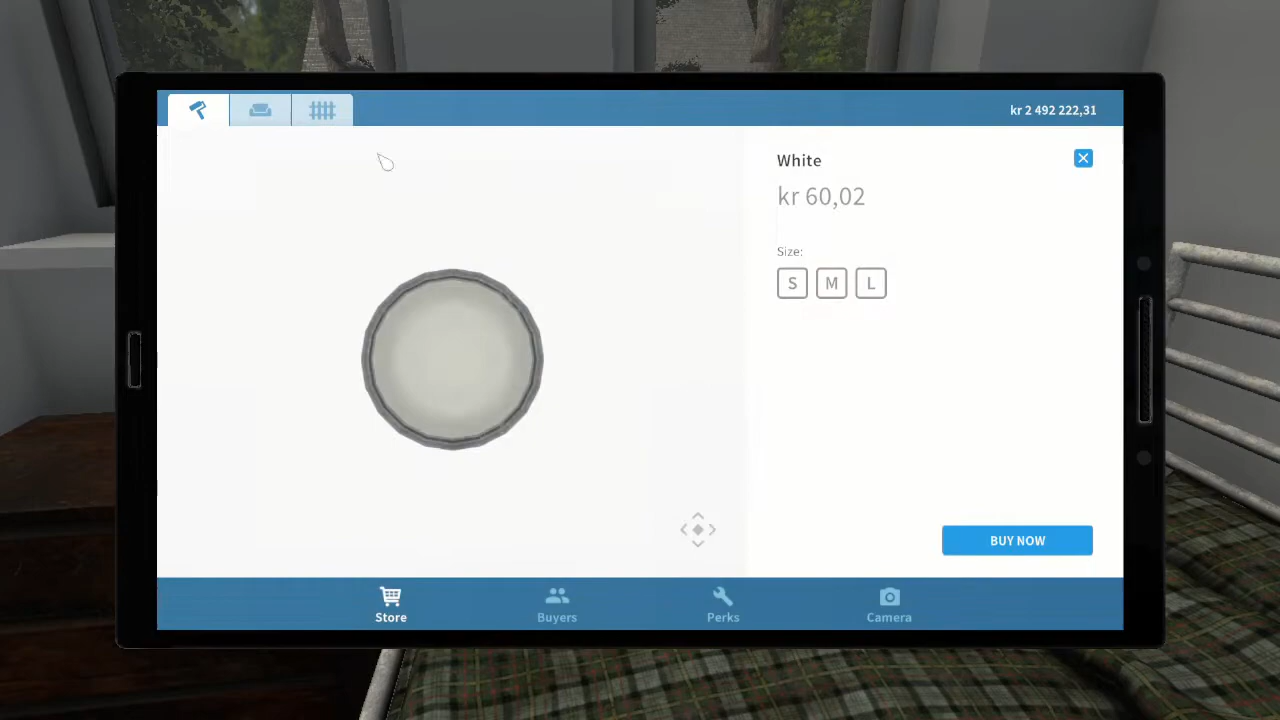 kr 2 492 222,31
White
kr 60,02
Size:
S M L
BUY NOW
Store Buyers Perks Camera